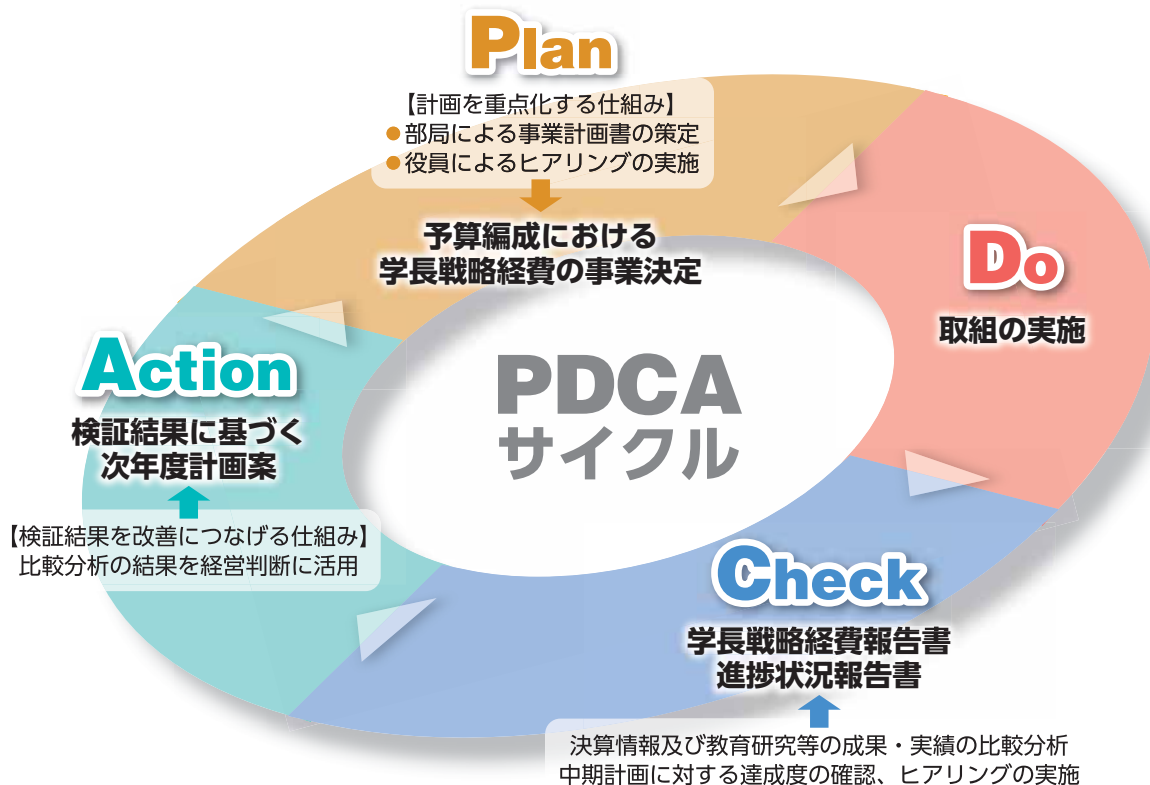 Plan
【計画を重点化する仕組み】
●部局による事業計画書の策定
●役員によるヒアリングの実施
予算編成における
学長戦略経費の事業決定
Do
取組の実施
PDCA
サイクル
Action
検証結果に基づく
次年度計画案
【検証結果を改善につなげる仕組み】
比較分析の結果を経営判断に活用
Check
学長戦略経費報告書
進捗状況報告書
決算情報及び教育研究等の成果・実績の比較分析
中期計画に対する達成度の確認、ヒアリングの実施